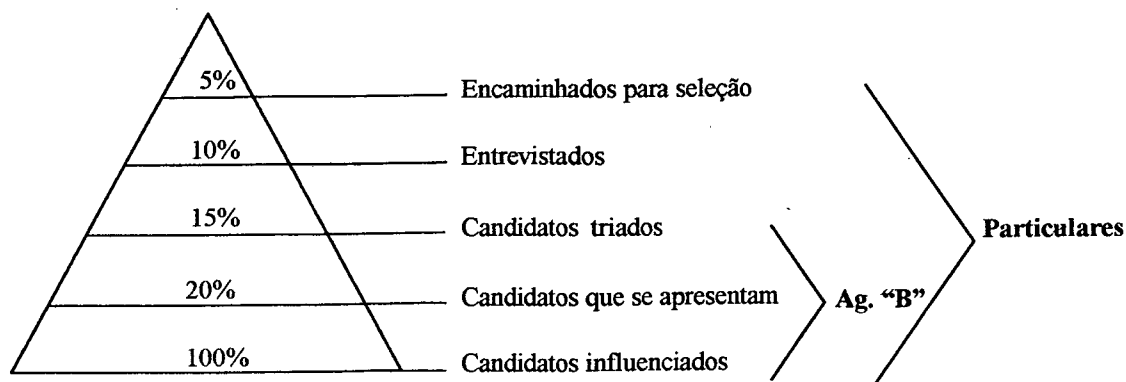 5% Encaminhados para seleção
10% Entrevistados
15% Candidatos triados
Particulares
20% Candidatos que se apresentam
Ag. “B”
100% Candidatos influenciados